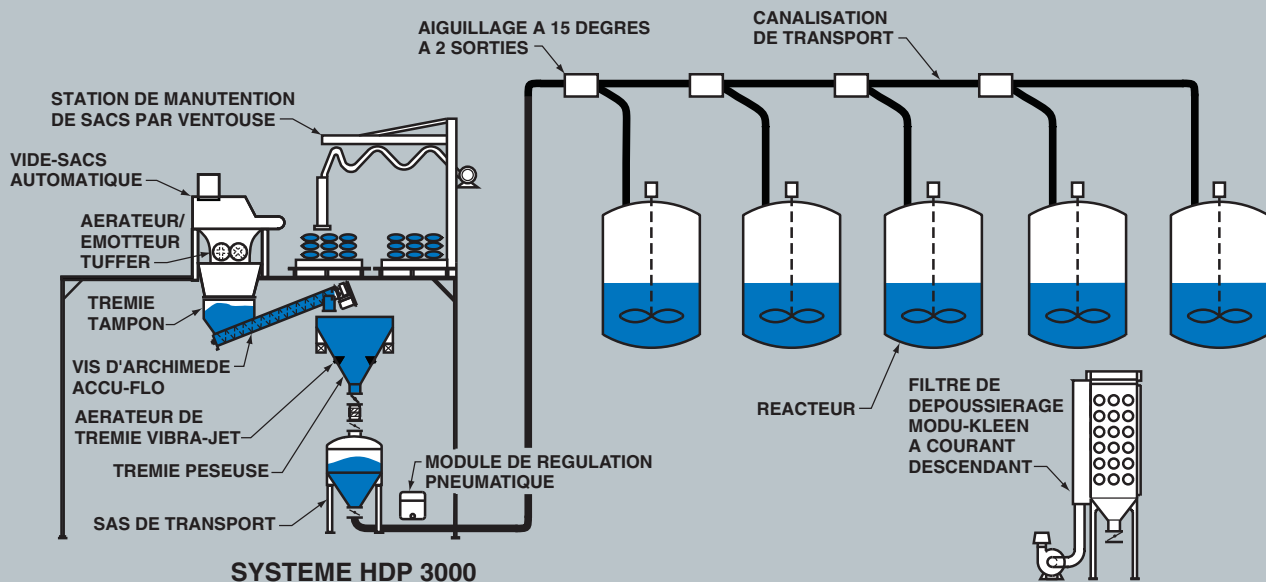 AIGUILLAGE A 15 DEGRES
A 2 SORTIES
CANALISATION
DE TRANSPORT
STATION DE MANUTENTION
DE SACS PAR VENTOUSE
VIDE-SACS
AUTOMATIQUE
AERATEUR/
EMOTTEUR
TUFFER
TREMIE
TAMPON
VIS D'ARCHIMEDE
ACCU-FLO
AERATEUR DE
TREMIE VIBRA-JET
TREMIE PESEUSE
SAS DE TRANSPORT
MODULE DE REGULATION
PNEUMATIQUE
REACTEUR
FILTRE DE
DEPOUSSIERAGE
MODU-KLEEN
A COURANT
DESCENDANT
SYSTEME HDP 3000